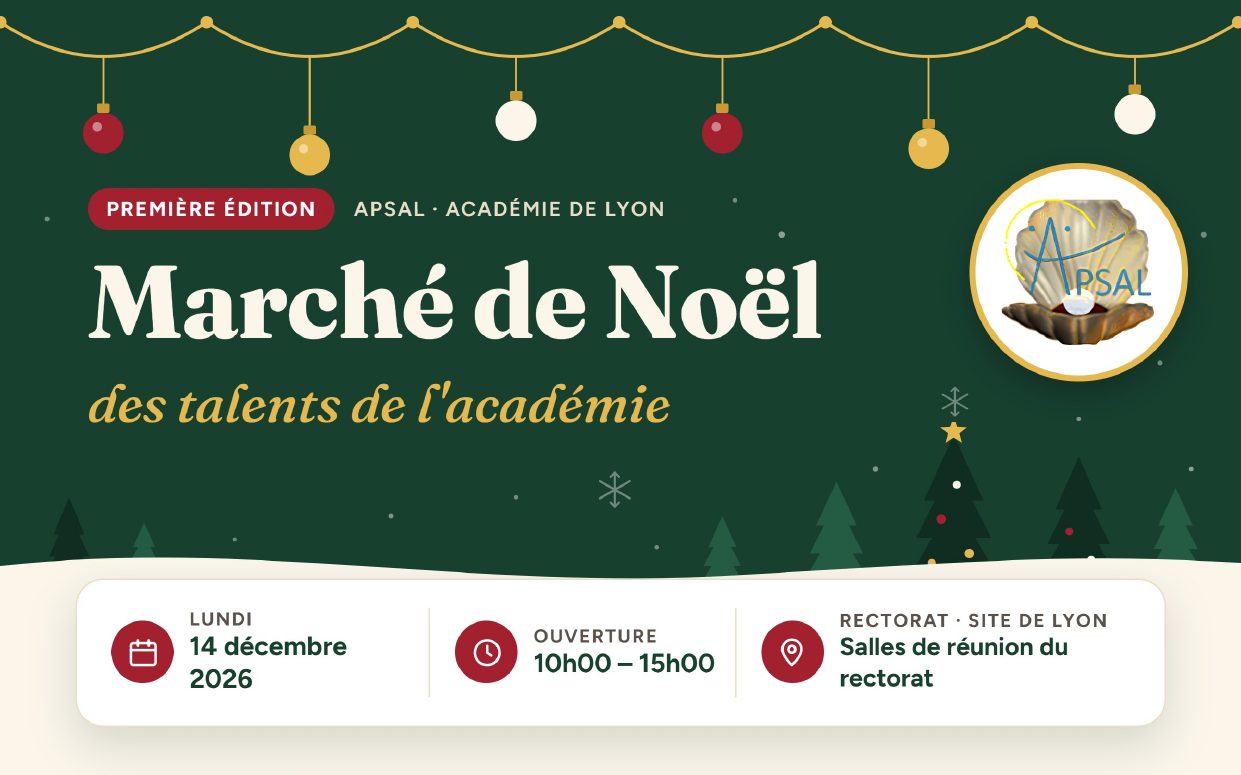 PREMIÈRE ÉDITION
APSAL · ACADÉMIE DE LYON
Marché de Noël
des talents de l'académie
APSAL
LUNDI
14 décembre
2026
OUVERTURE
10h00 – 15h00
RECTORAT · SITE DE LYON
Salles de réunion du
rectorat